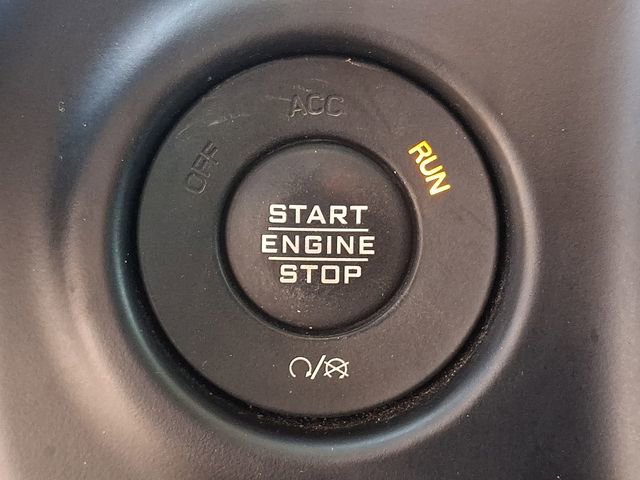 ACC
OFF
RUN
START
ENGINE
STOP